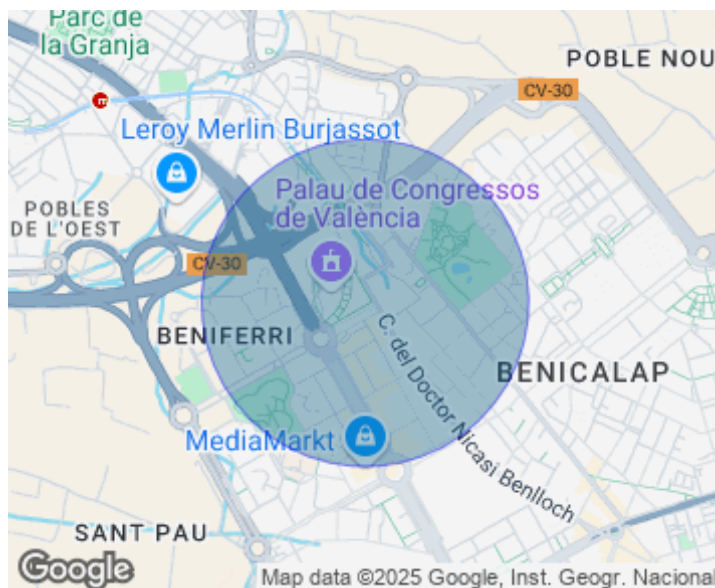 Parc de
la Granja
POBLE NOU
CV-30
m
Leroy Merlin Burjassot
Palau de Congressos
de València
POBLES
DE L'OEST
CV-30
BENIFERRI
C. del Doctor Nicasi Benlloch
BENICALAP
MediaMarkt
SANT PAU
Google
Map data ©2025 Google, Inst. Geogr. Nacional